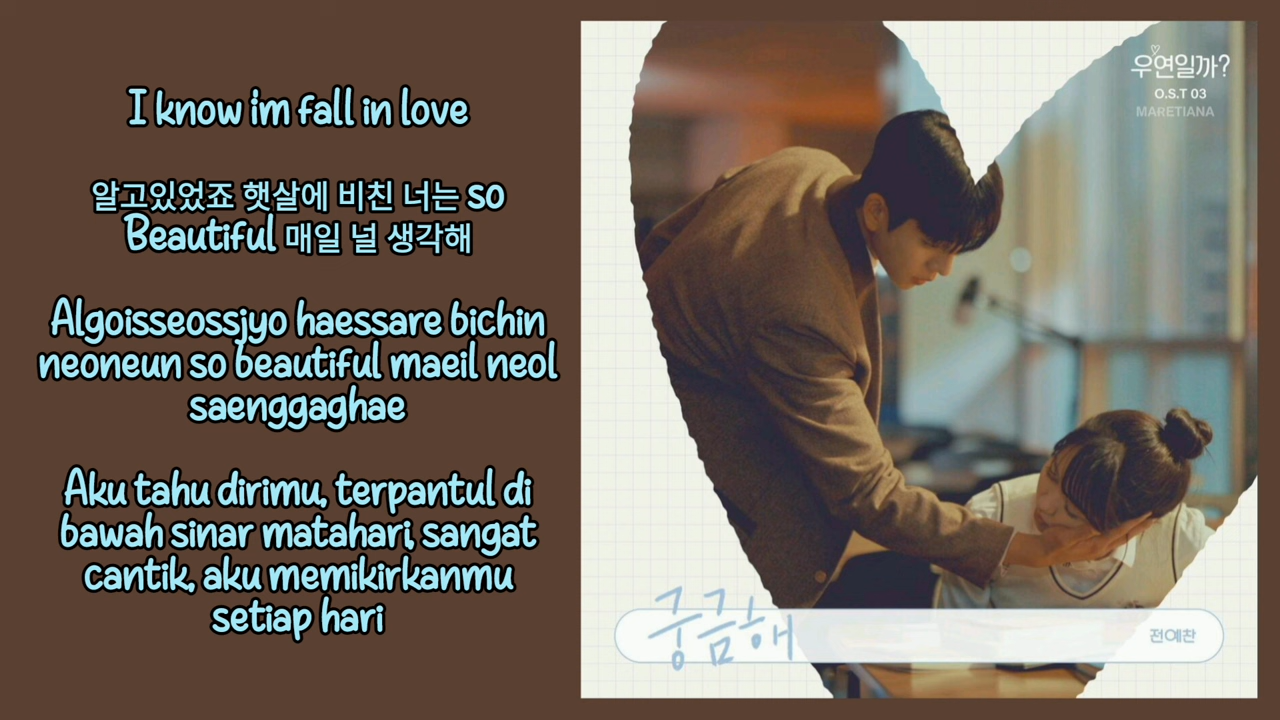 I know i'm fall in love
알고있었죠 햇살에 비친 너는 so
Beautiful 매일 널 생각해
Algoisseossjyo haessare bichin
neoneun so beautiful maeil neol
saenggaghae
Aku tahu dirimu, terpantul di
bawah sinar matahari, sangat
cantik, aku memikirkanmu
setiap hari
우연일까?
O.S.T 03
MARETIANA
궁금해
전예찬